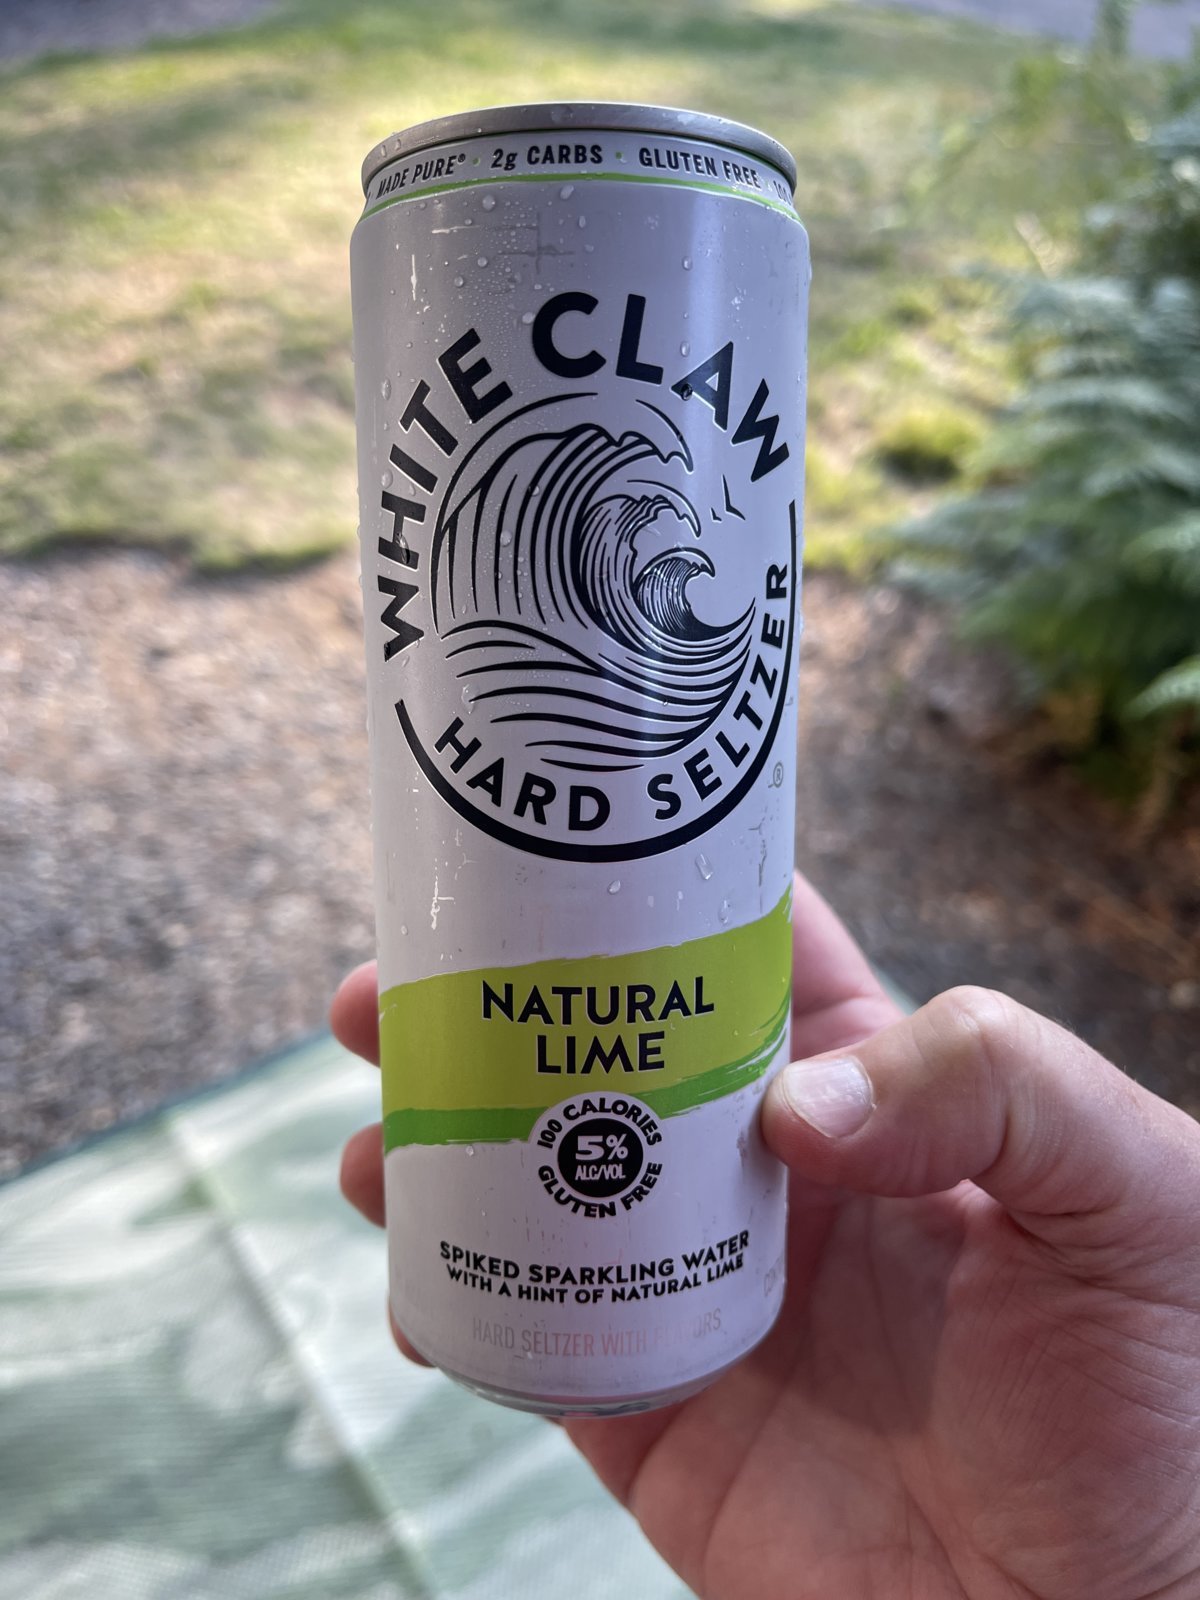 MADE PURE® · 2g CARBS · GLUTEN FREE
WHITE CLAW
HARD SELTZER
®
NATURAL
LIME
100 CALORIES
5%
ALC/VOL
GLUTEN FREE
SPIKED SPARKLING WATER
WITH A HINT OF NATURAL LIME
HARD SELTZER WITH